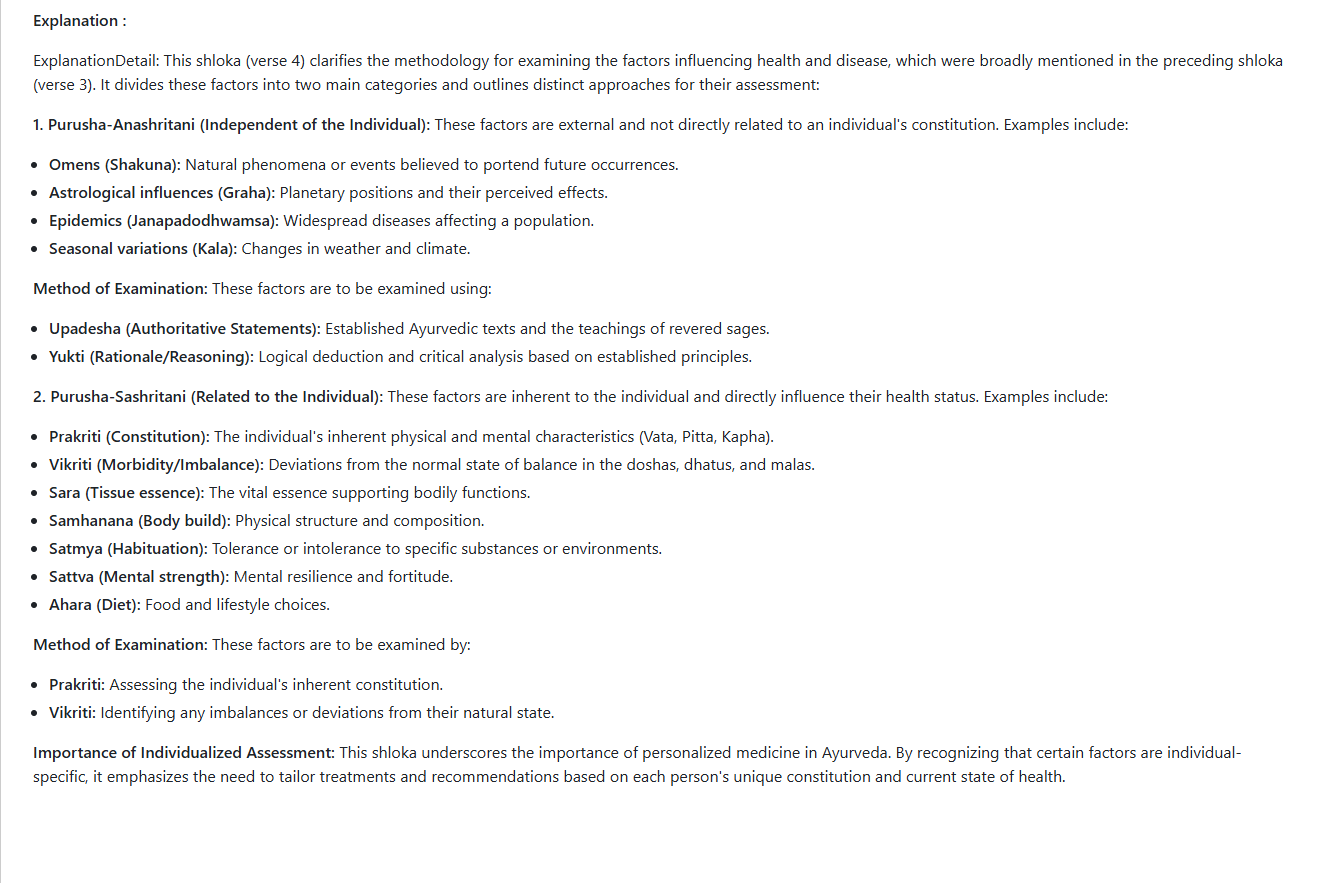 Explanation :
ExplanationDetail: This shloka (verse 4) clarifies the methodology for examining the factors influencing health and disease, which were broadly mentioned in the preceding shloka
(verse 3). It divides these factors into two main categories and outlines distinct approaches for their assessment:
1. Purusha-Anashritani (Independent of the Individual): These factors are external and not directly related to an individual's constitution. Examples include:
• Omens (Shakuna): Natural phenomena or events believed to portend future occurrences.
• Astrological influences (Graha): Planetary positions and their perceived effects.
• Epidemics (Janapadodhwamsa): Widespread diseases affecting a population.
• Seasonal variations (Kala): Changes in weather and climate.
Method of Examination: These factors are to be examined using:
• Upadesha (Authoritative Statements): Established Ayurvedic texts and the teachings of revered sages.
• Yukti (Rationale/Reasoning): Logical deduction and critical analysis based on established principles.
2. Purusha-Sashritani (Related to the Individual): These factors are inherent to the individual and directly influence their health status. Examples include:
• Prakriti (Constitution): The individual's inherent physical and mental characteristics (Vata, Pitta, Kapha).
• Vikriti (Morbidity/Imbalance): Deviations from the normal state of balance in the doshas, dhatus, and malas.
• Sara (Tissue essence): The vital essence supporting bodily functions.
• Samhanana (Body build): Physical structure and composition.
• Satmya (Habituation): Tolerance or intolerance to specific substances or environments.
• Sattva (Mental strength): Mental resilience and fortitude.
• Ahara (Diet): Food and lifestyle choices.
Method of Examination: These factors are to be examined by:
• Prakriti: Assessing the individual's inherent constitution.
• Vikriti: Identifying any imbalances or deviations from their natural state.
Importance of Individualized Assessment: This shloka underscores the importance of personalized medicine in Ayurveda. By recognizing that certain factors are individual-
specific, it emphasizes the need to tailor treatments and recommendations based on each person's unique constitution and current state of health.